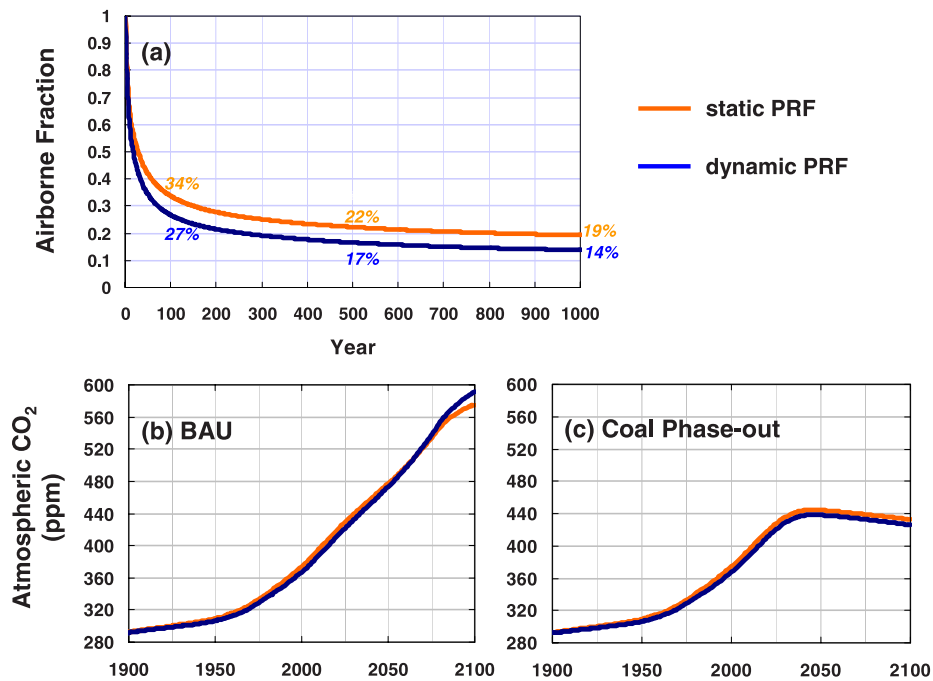 1
0.9
0.8
0.7
0.6
0.5
0.4
0.3
0.2
0.1
0
Airborne Fraction
(a)
34%
22%
19%
27%
17%
14%
0 100 200 300 400 500 600 700 800 900 1000
Year
static PRF
dynamic PRF
600
560
520
480
440
400
360
320
280
Atmospheric CO2
(ppm)
(b) BAU
1900 1950 2000 2050 2100
600
560
520
480
440
400
360
320
280
(c) Coal Phase-out
1900 1950 2000 2050 2100